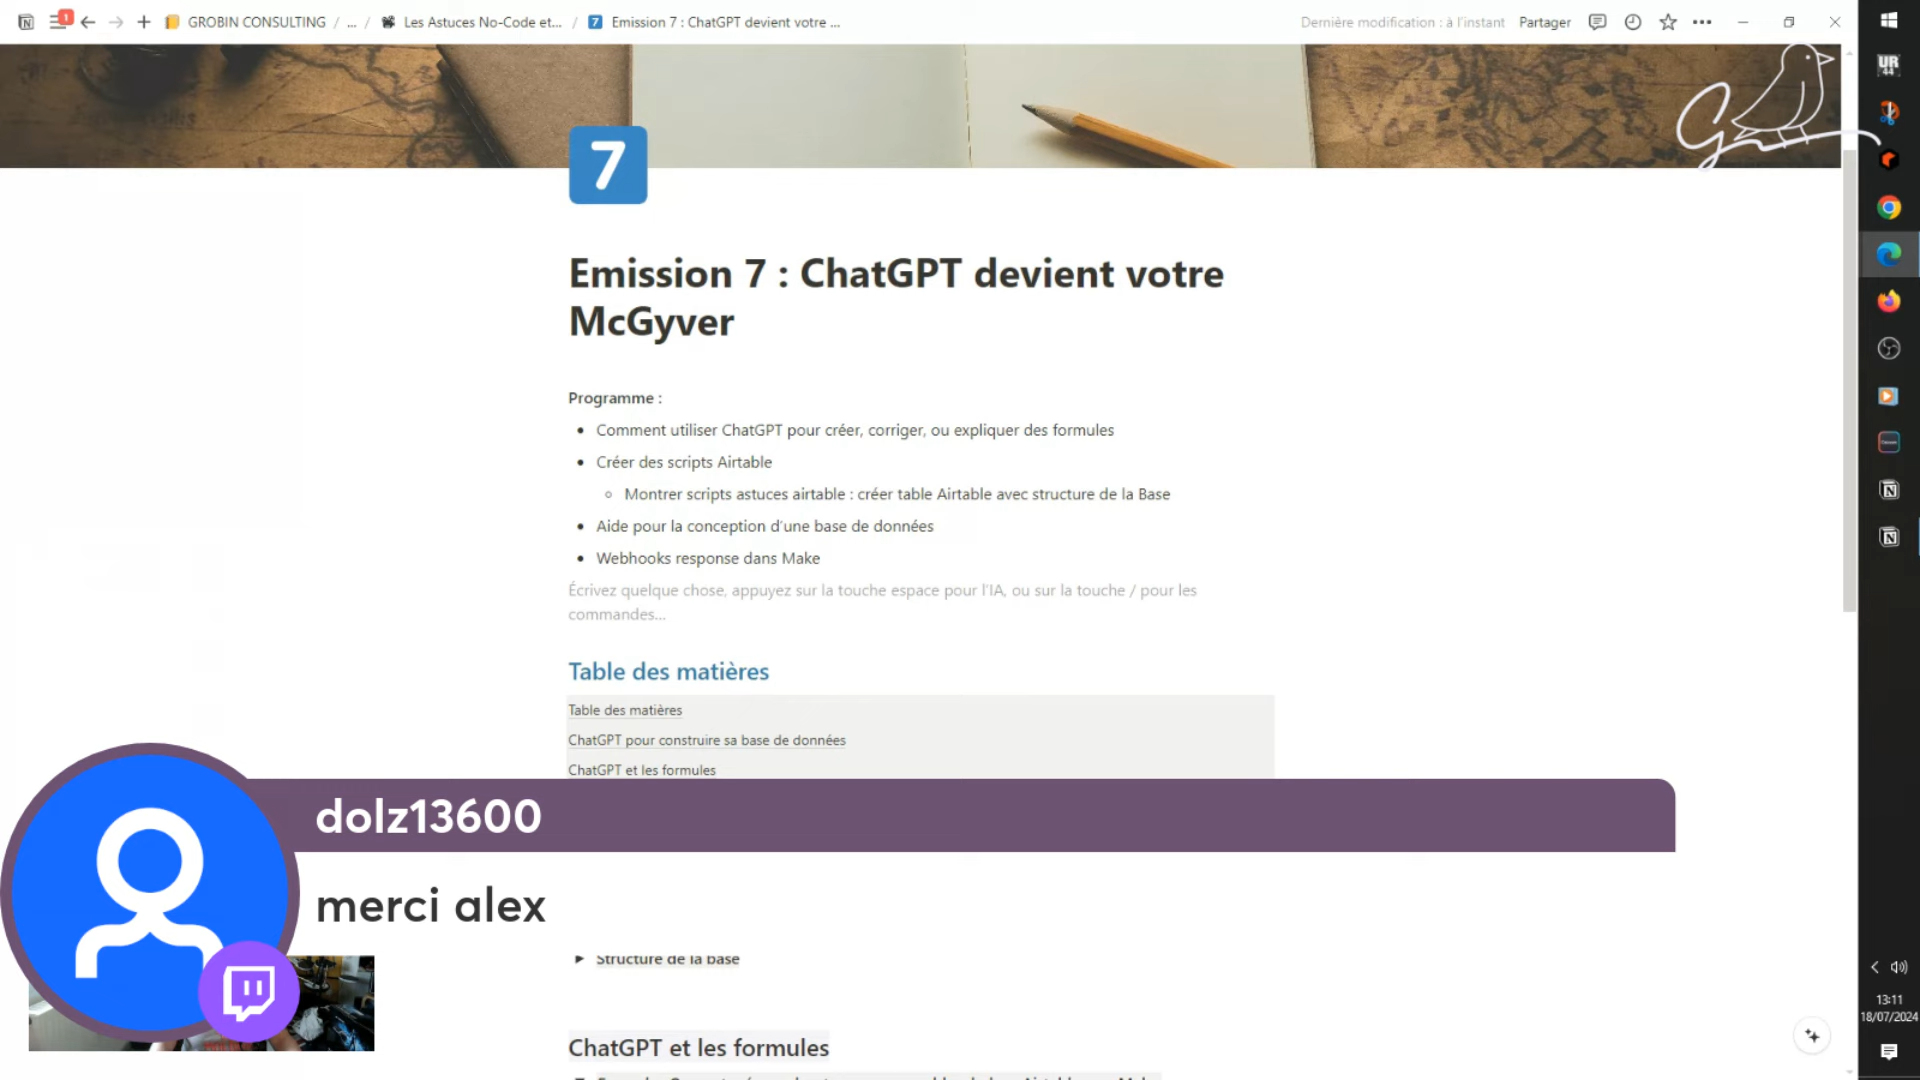 GROBIN CONSULTING / ... / Les Astuces No-Code et... / Emission 7 : ChatGPT devient votre ...
Dernière modification : à l'instant Partager
7
Emission 7 : ChatGPT devient votre
McGyver
Programme :
Comment utiliser ChatGPT pour créer, corriger, ou expliquer des formules
Créer des scripts Airtable
Montrer scripts astuces airtable : créer table Airtable avec structure de la Base
Aide pour la conception d'une base de données
Webhooks response dans Make
Écrivez quelque chose, appuyez sur la touche espace pour l'IA, ou sur la touche / pour les
commandes...
Table des matières
Table des matières
ChatGPT pour construire sa base de données
ChatGPT et les formules
dolz13600
merci alex
Structure de la base
ChatGPT et les formules
UR
44
1
13:11
18/07/2024